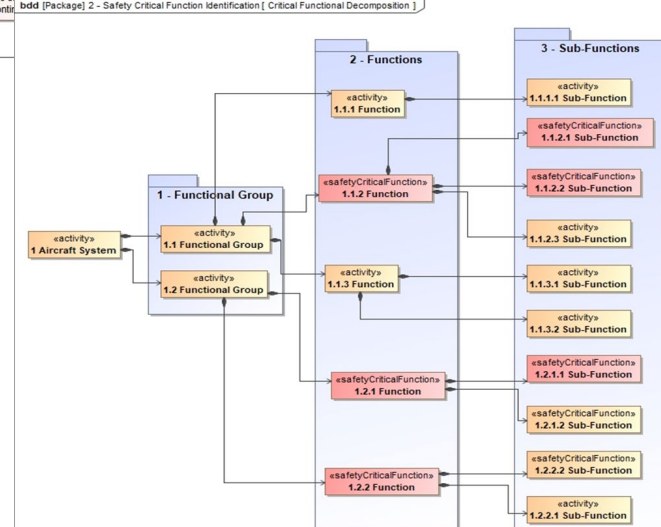 ontin
bdd [Package] 2 - Safety Critical Function Identification [ Critical Functional Decomposition ]
2 - Functions
3 - Sub-Functions
«activity»
1.1.1 Function
«activity»
1.1.1.1 Sub-Function
«safetyCriticalFunction»
1.1.2.1 Sub-Function
1 - Functional Group
«safetyCriticalFunction»
1.1.2 Function
«safetyCriticalFunction»
1.1.2.2 Sub-Function
«activity»
1 Aircraft System
«activity»
1.1 Functional Group
«activity»
1.1.2.3 Sub-Function
«activity»
1.2 Functional Group
«activity»
1.1.3 Function
«activity»
1.1.3.1 Sub-Function
«activity»
1.1.3.2 Sub-Function
«safetyCriticalFunction»
1.2.1 Function
«safetyCriticalFunction»
1.2.1.1 Sub-Function
«safetyCriticalFunction»
1.2.1.2 Sub-Function
«safetyCriticalFunction»
1.2.2 Function
«safetyCriticalFunction»
1.2.2.2 Sub-Function
«activity»
1.2.2.1 Sub-Function